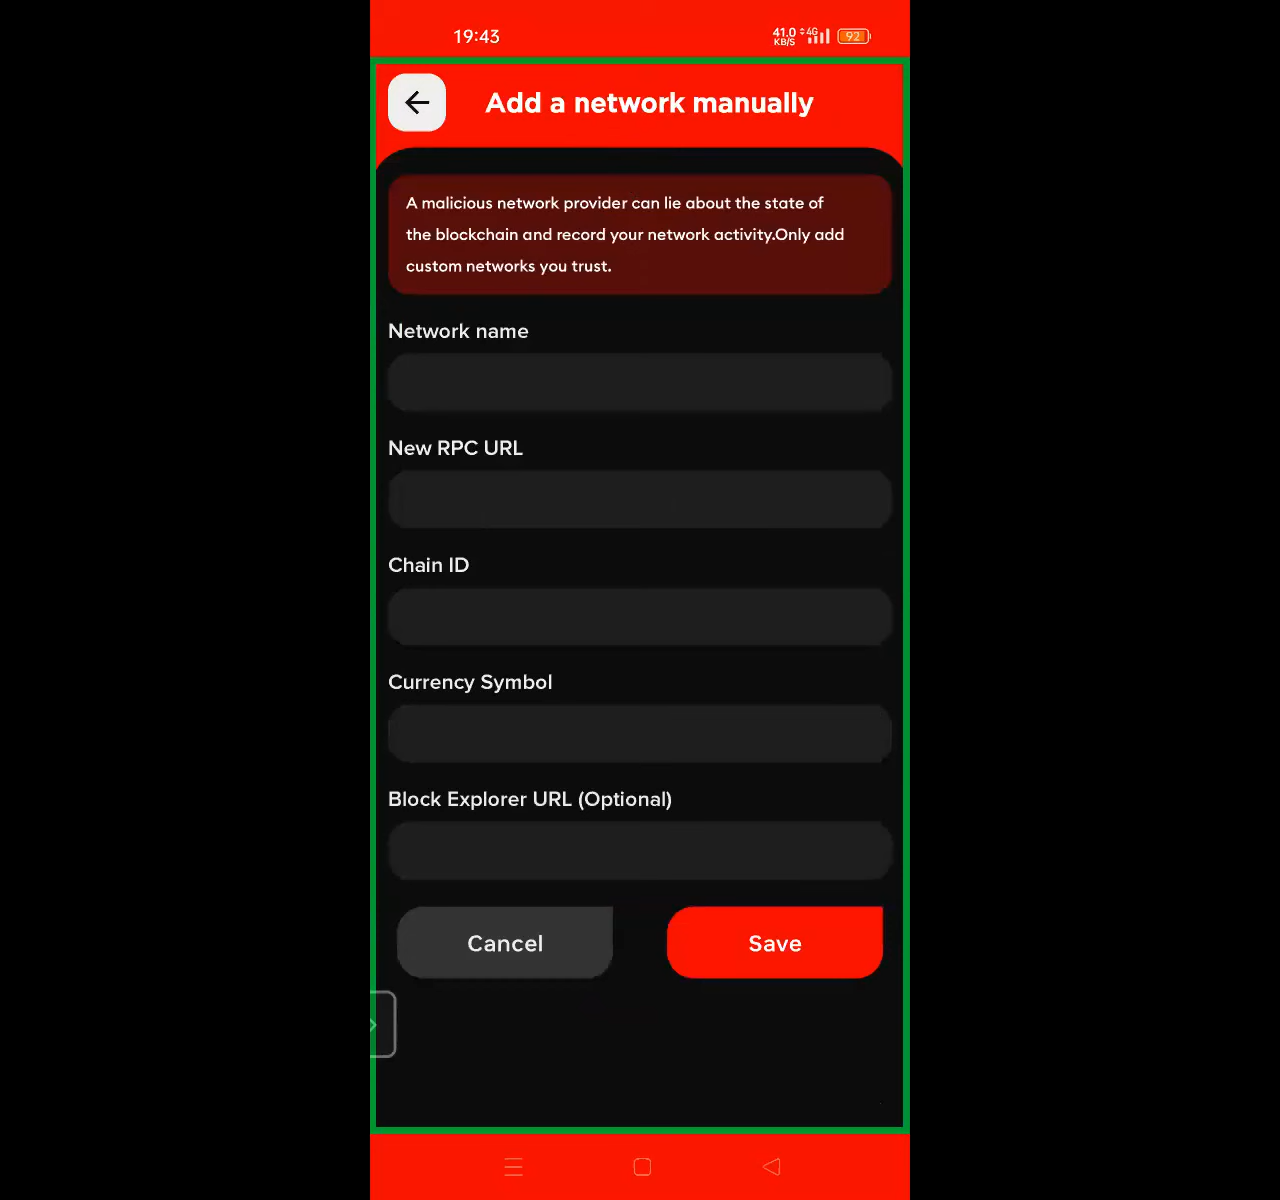 19:43
41.0 KB/S 4G 92
Add a network manually
A malicious network provider can lie about the state of
the blockchain and record your network activity.Only add
custom networks you trust.
Network name
New RPC URL
Chain ID
Currency Symbol
Block Explorer URL (Optional)
Cancel Save